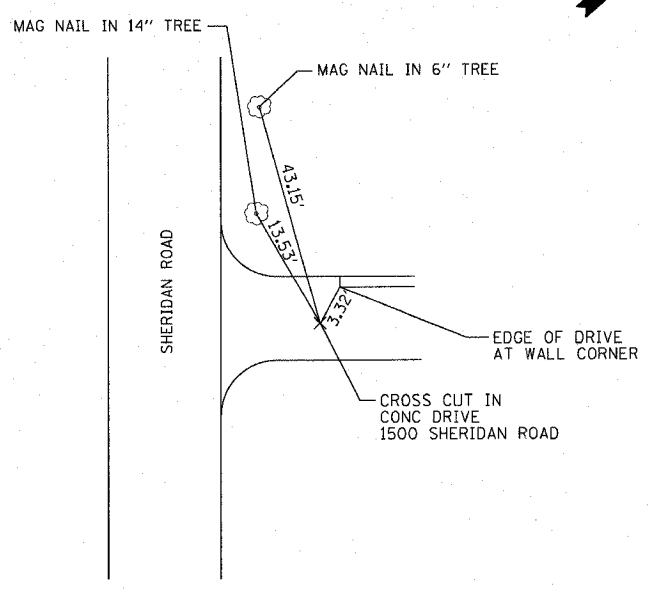 MAG NAIL IN 14" TREE
MAG NAIL IN 6" TREE
43.15'
13.53'
SHERIDAN ROAD
3.32'
EDGE OF DRIVE
AT WALL CORNER
CROSS CUT IN
CONC DRIVE
1500 SHERIDAN ROAD